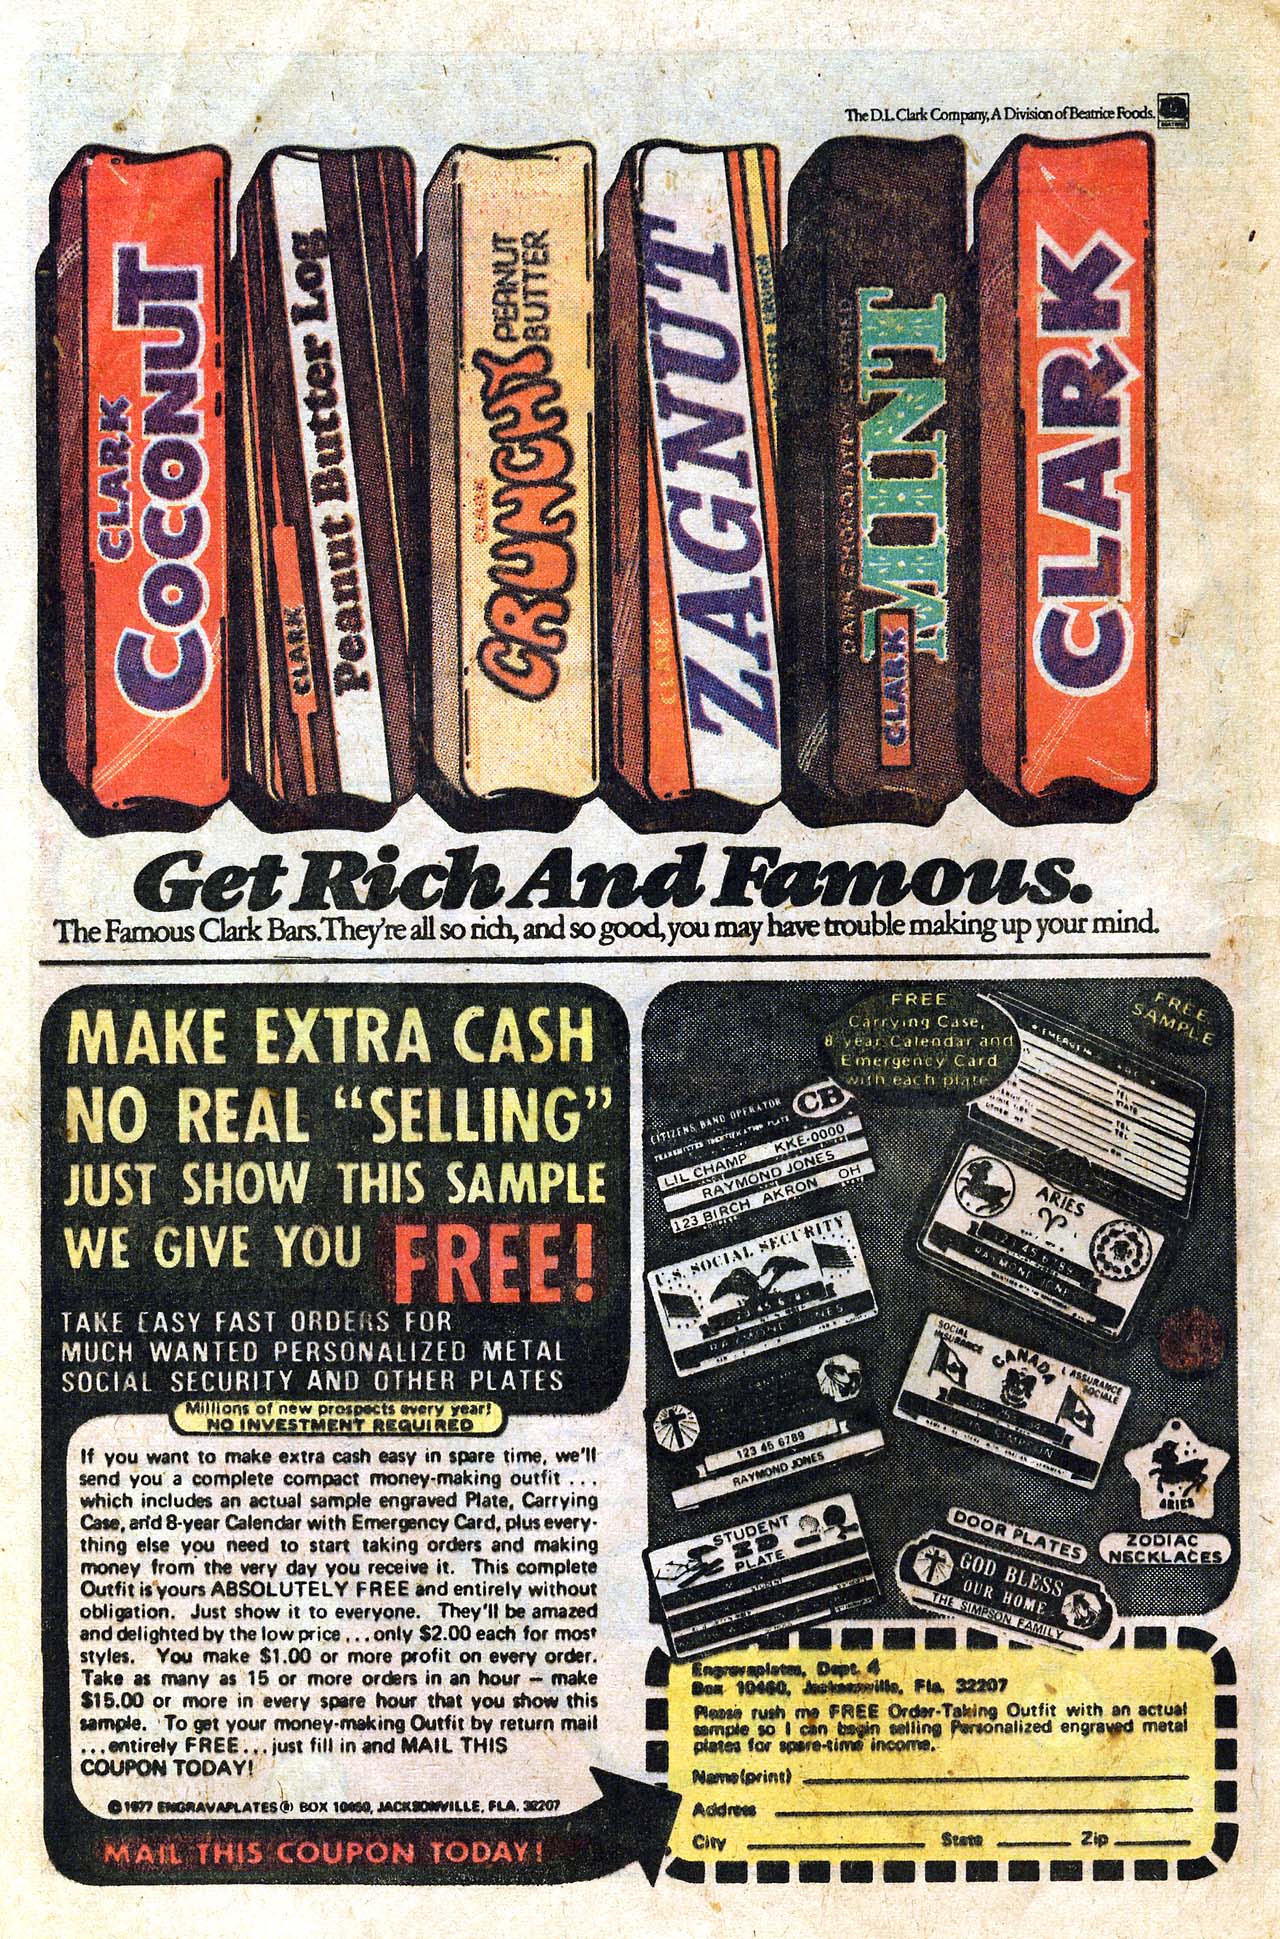 The D.L. Clark Company, A Division of Beatrice Foods.
CLARK
COCONUT
CLARK
Peanut Butter Log
CLARK
CRUNCHY
PEANUT
BUTTER
CLARK
ZAGNUT
DARK CHOCOLATEY COVERED
MINT
CLARK
CLARK
Get Rich And Famous.
The Famous Clark Bars. They're all so rich, and so good, you may have trouble making up your mind.
MAKE EXTRA CASH
NO REAL “SELLING”
JUST SHOW THIS SAMPLE
WE GIVE YOU FREE!
TAKE EASY FAST ORDERS FOR
MUCH WANTED PERSONALIZED METAL
SOCIAL SECURITY AND OTHER PLATES
Millions of new prospects every year!
NO INVESTMENT REQUIRED
If you want to make extra cash easy in spare time, we'll
send you a complete compact money-making outfit ...
which includes an actual sample engraved Plate, Carrying
Case, and 8-year Calendar with Emergency Card, plus every-
thing else you need to start taking orders and making
money from the very day you receive it. This complete
Outfit is yours ABSOLUTELY FREE and entirely without
obligation. Just show it to everyone. They'll be amazed
and delighted by the low price ... only $2.00 each for most
styles. You make $1.00 or more profit on every order.
Take as many as 15 or more orders in an hour — make
$15.00 or more in every spare hour that you show this
sample. To get your money-making Outfit by return mail
...entirely FREE...just fill in and MAIL THIS
COUPON TODAY!
© 1977 ENGRAVAPLATES® BOX 10460, JACKSONVILLE, FLA. 32207
MAIL THIS COUPON TODAY!
FREE
Carrying Case,
8 year Calendar and
Emergency Card
with each plate
FREE
SAMPLE
CITIZENS BAND OPERATOR
CB
LIL CHAMP KKE-0000
RAYMOND JONES
123 BIRCH AKRON OH
ARIES
123 45 6789
RAYMOND JONES
U.S. SOCIAL SECURITY
JONES
SOCIAL
INSURANCE
CANADA
L'ASSURANCE
SOCIALE
SIMPSON
123 45 6789
RAYMOND JONES
ARIES
ZODIAC
NECKLACES
STUDENT
ID
PLATE
DOOR PLATES
GOD BLESS
OUR HOME
THE SIMPSON FAMILY
Engravaplates, Dept. 4
Box 10460, Jacksonville, Fla. 32207
Please rush me FREE Order-Taking Outfit with an actual
sample so I can begin selling Personalized engraved metal
plates for spare-time income.
Name(print)
Address
City State Zip